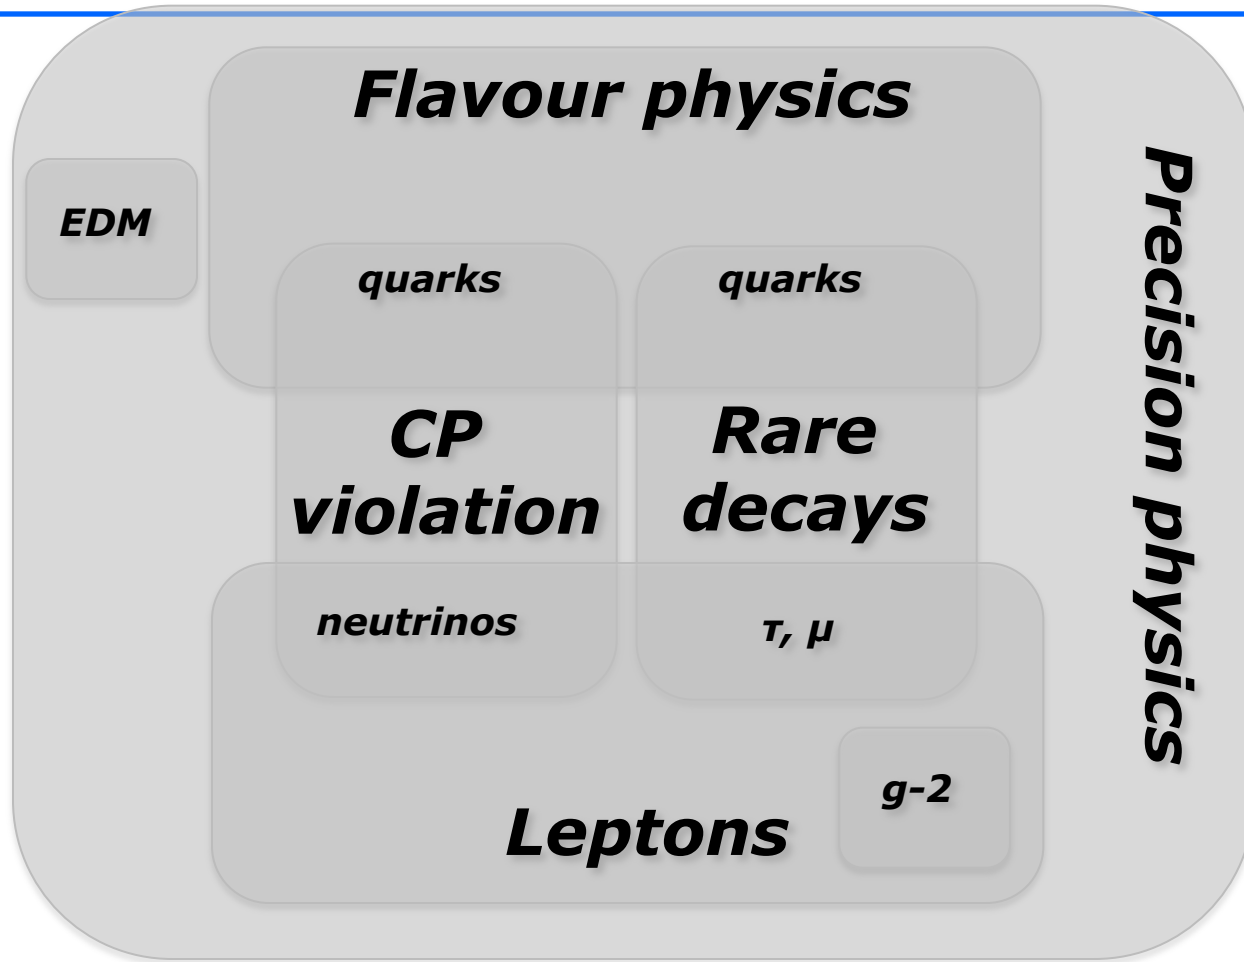 Flavour physics
EDM
quarks
quarks
CP
violation
Rare
decays
neutrinos
τ, μ
g-2
Leptons
Precision physics